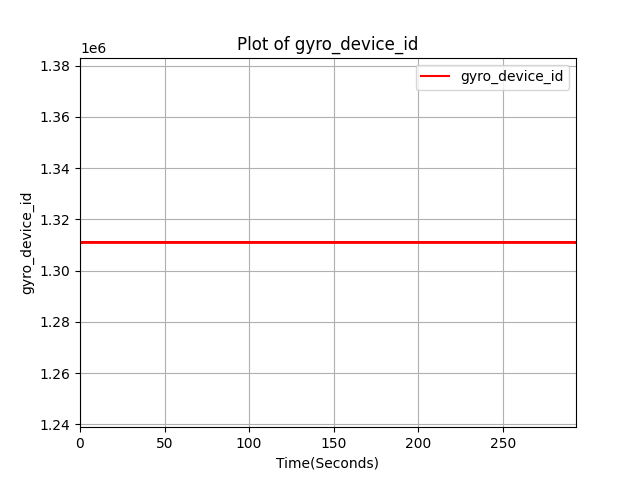 Plot of gyro_device_id
1e6
1.38
1.36
1.34
1.32
1.30
1.28
1.26
1.24
gyro_device_id
gyro_device_id
0
50
100
150
200
250
Time(Seconds)